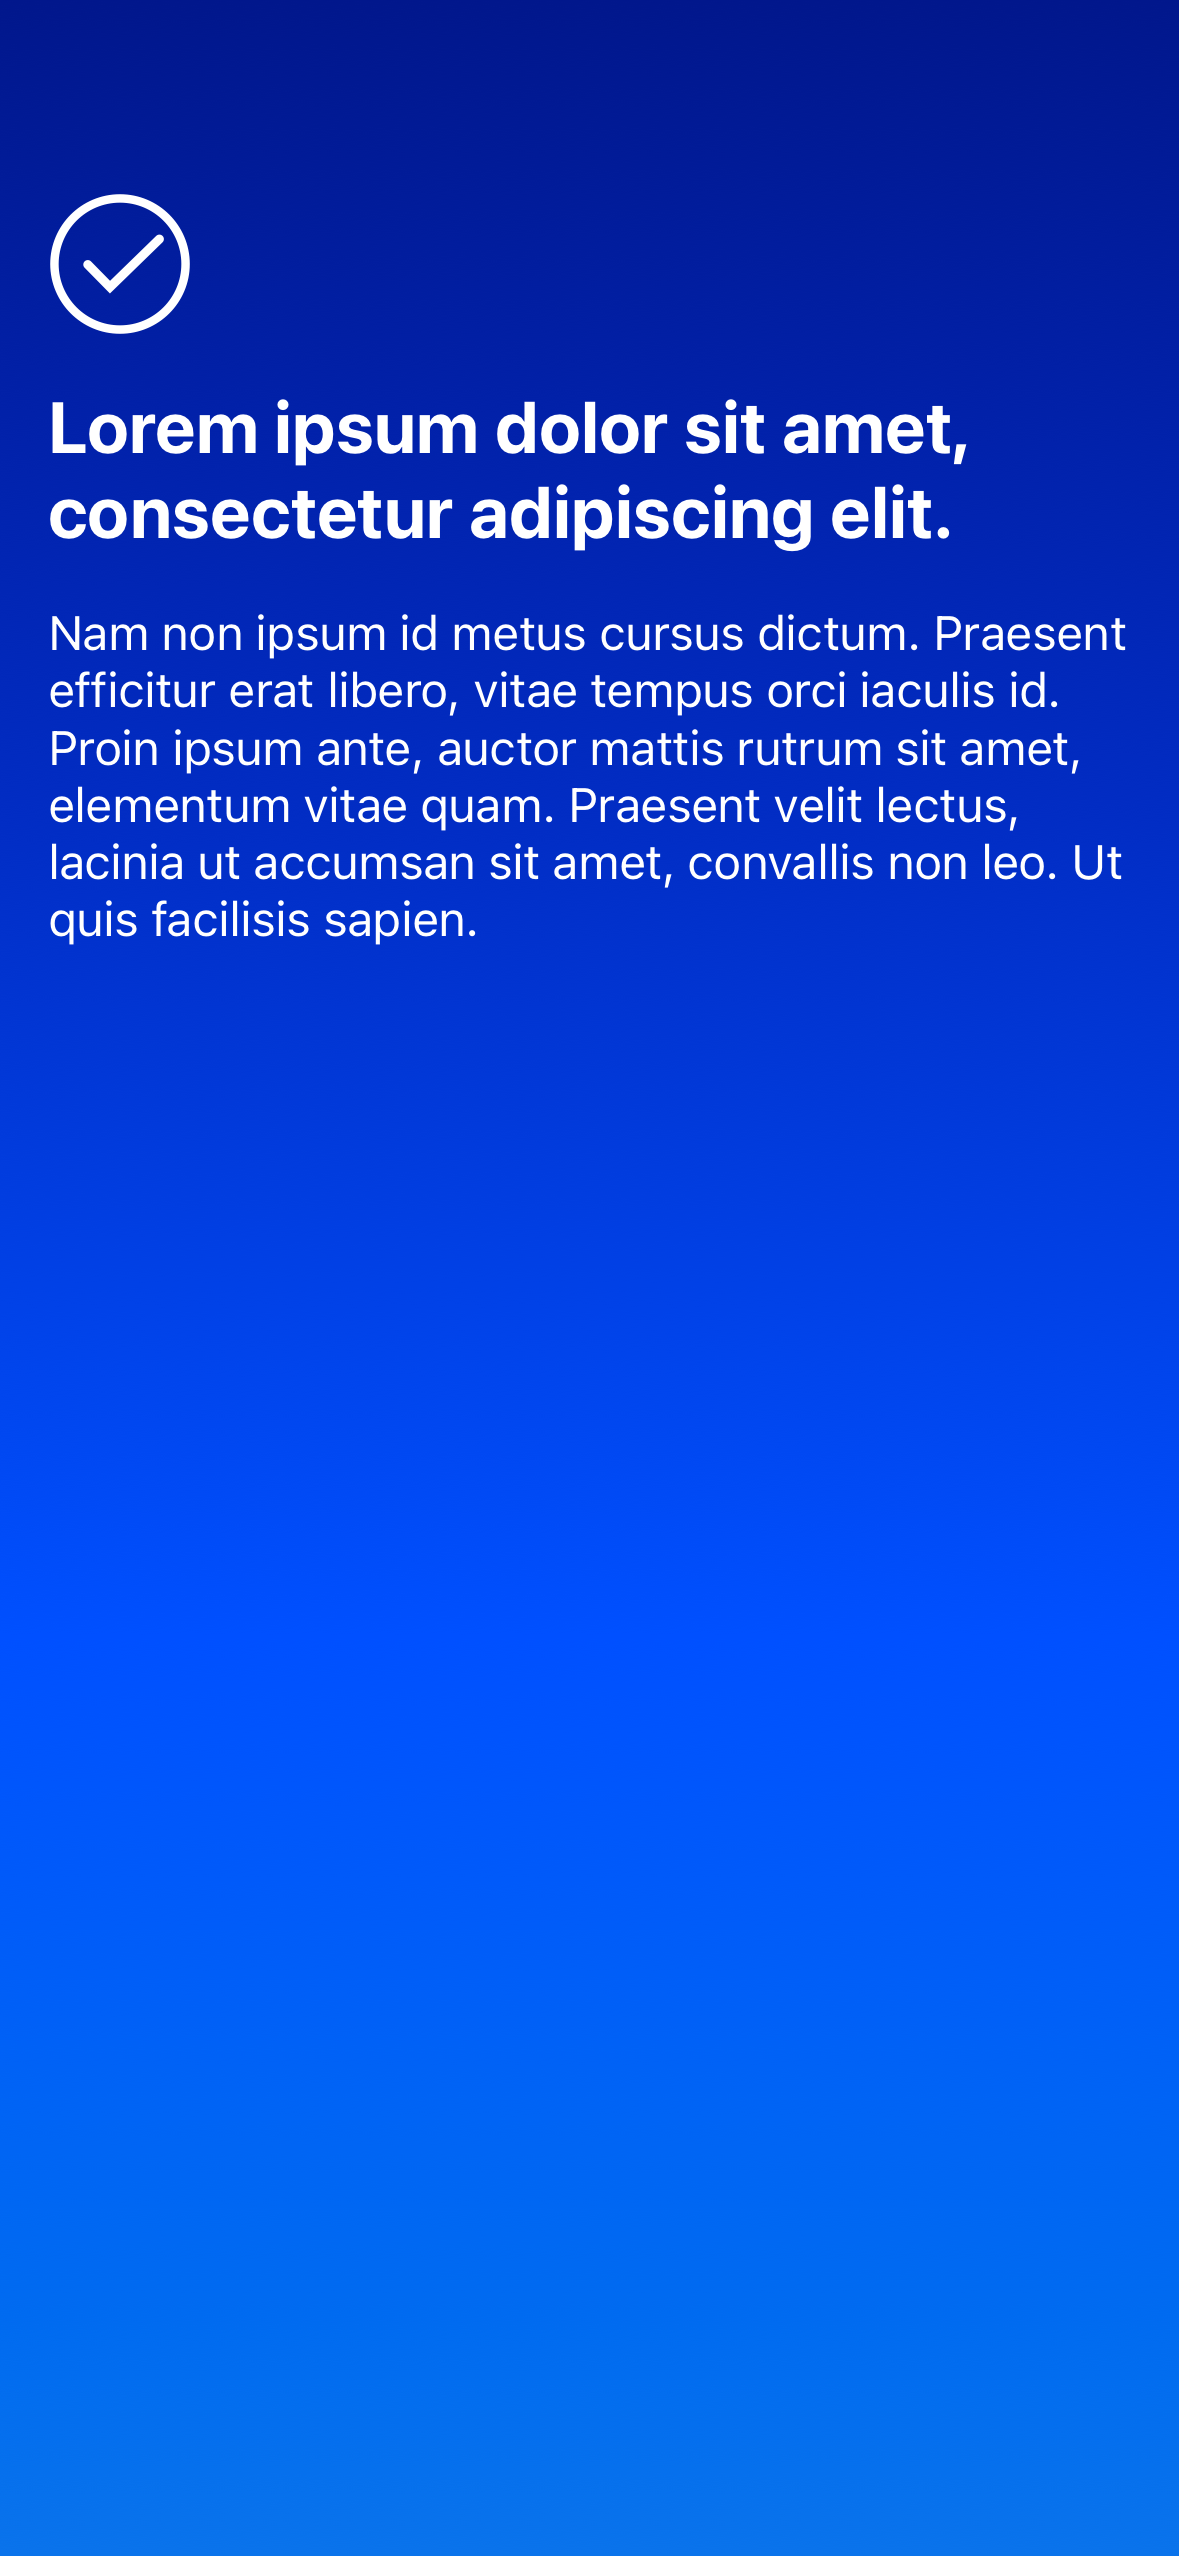 Lorem ipsum dolor sit amet,
consectetur adipiscing elit.
Nam non ipsum id metus cursus dictum. Praesent
efficitur erat libero, vitae tempus orci iaculis id.
Proin ipsum ante, auctor mattis rutrum sit amet,
elementum vitae quam. Praesent velit lectus,
lacinia ut accumsan sit amet, convallis non leo. Ut
quis facilisis sapien.